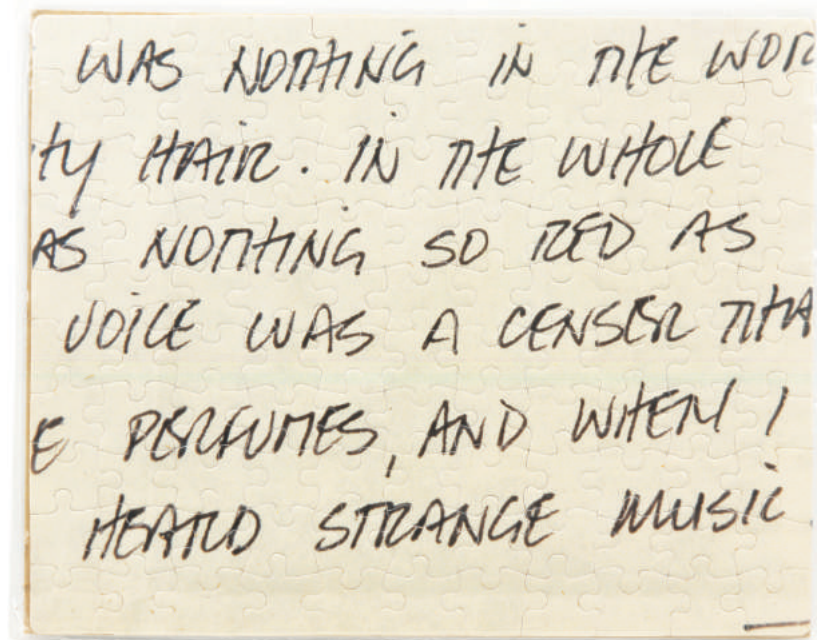 WAS NOTHING IN THE WOR
TY HAIR. IN THE WHOLE
AS NOTHING SO RED AS
VOICE WAS A CENSER THA
E PERFUMES, AND WHEN I
HEARD STRANGE MUSIC.